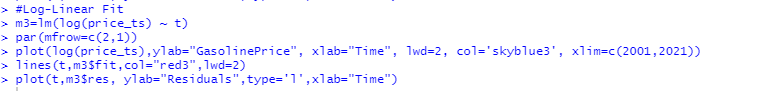 > #Log-Linear Fit
> m3=lm(log(price_ts) ~ t)
> par(mfrow=c(2,1))
> plot(log(price_ts),ylab="GasolinePrice", xlab="Time", lwd=2, col='skyblue3', xlim=c(2001,2021))
> lines(t,m3$fit,col="red3",lwd=2)
> plot(t,m3$res, ylab="Residuals",type='l',xlab="Time")